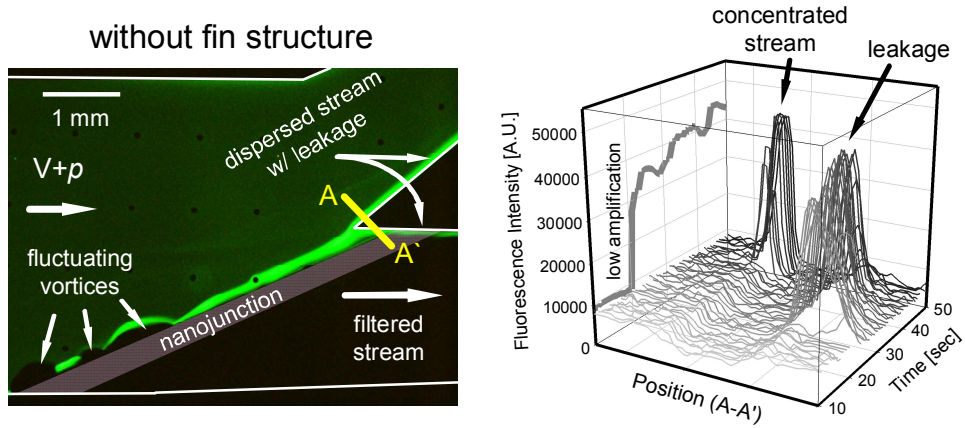 without fin structure
1 mm
dispersed stream
w/ leakage
V+p
A
A`
fluctuating
vortices
nanojunction
filtered
stream
concentrated
stream
leakage
Fluorescence Intensity [A.U.]
50000
40000
30000
20000
10000
0
low amplification
Position (A-A')
10
20
30
40
50
Time [sec]